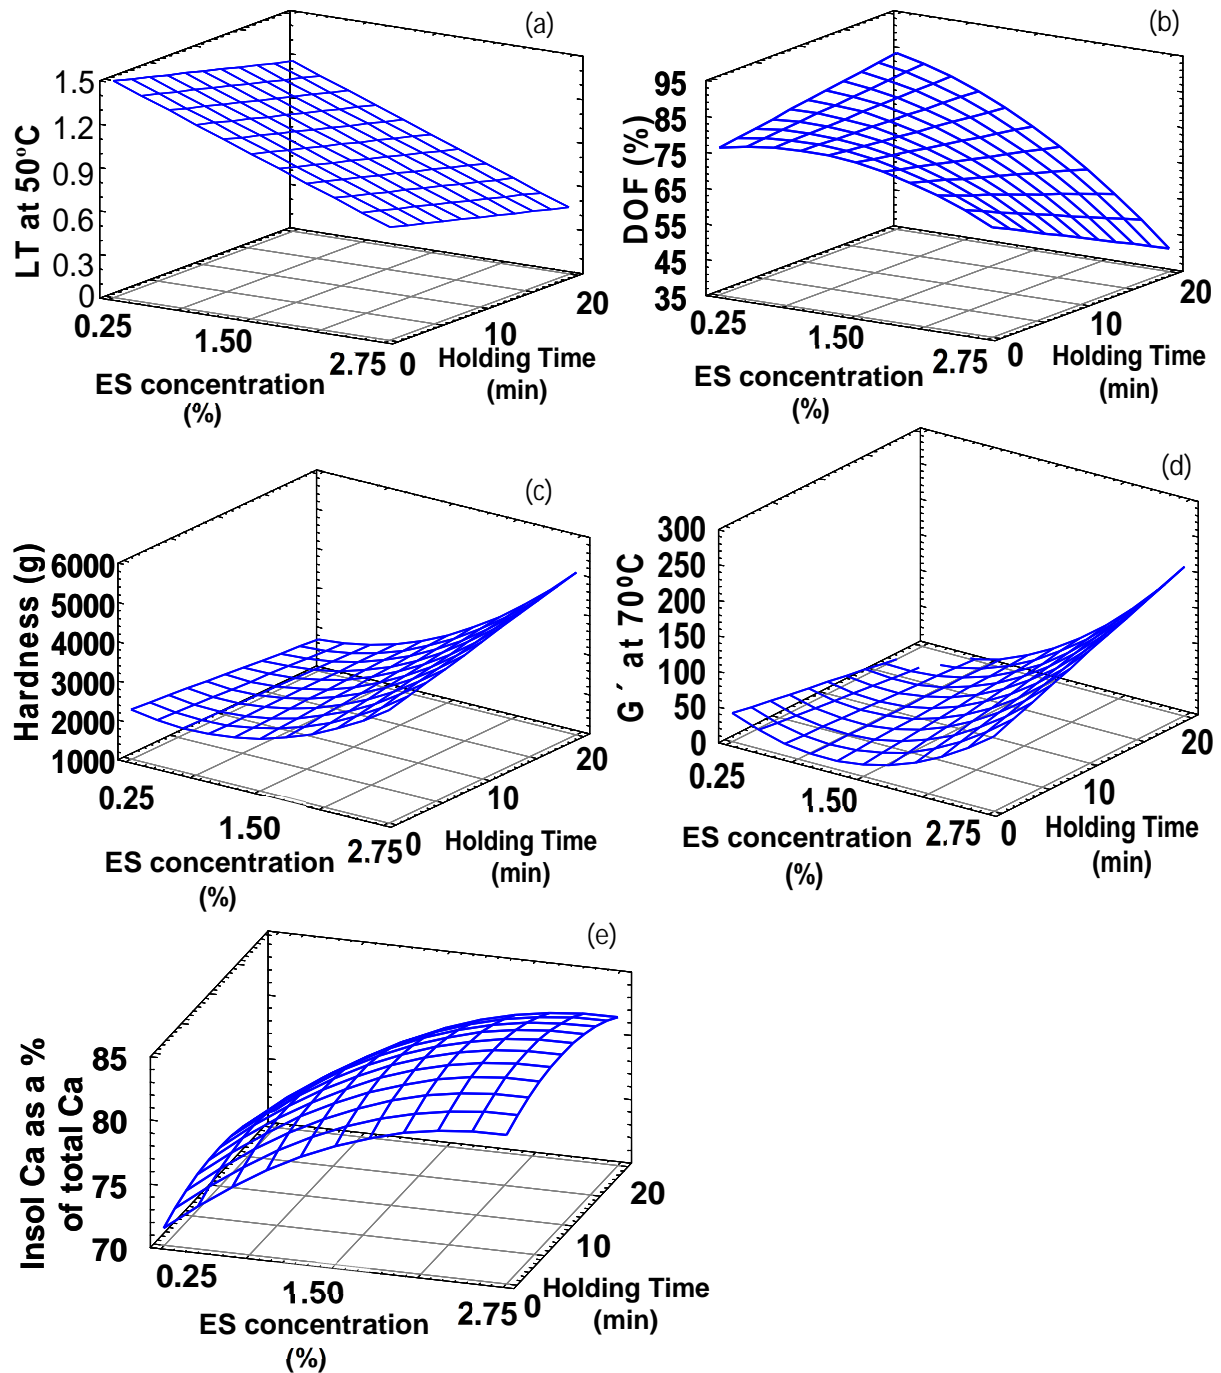 (a)
LT at 50ºC
1.5
1.2
0.9
0.6
0.3
0
0.25
1.50
2.75
0
10
20
ES concentration
(%)
Holding Time
(min)
(b)
DOF (%)
95
85
75
65
55
45
35
0.25
1.50
2.75
0
10
20
ES concentration
(%)
Holding Time
(min)
(c)
Hardness (g)
6000
5000
4000
3000
2000
1000
0.25
1.50
2.75
0
10
20
ES concentration
(%)
Holding Time
(min)
(d)
G´ at 70ºC
300
250
200
150
100
50
0
0.25
1.50
2.75
0
10
20
ES concentration
(%)
Holding Time
(min)
(e)
Insol Ca as a %
of total Ca
85
80
75
70
0.25
1.50
2.75
0
10
20
ES concentration
(%)
Holding Time
(min)